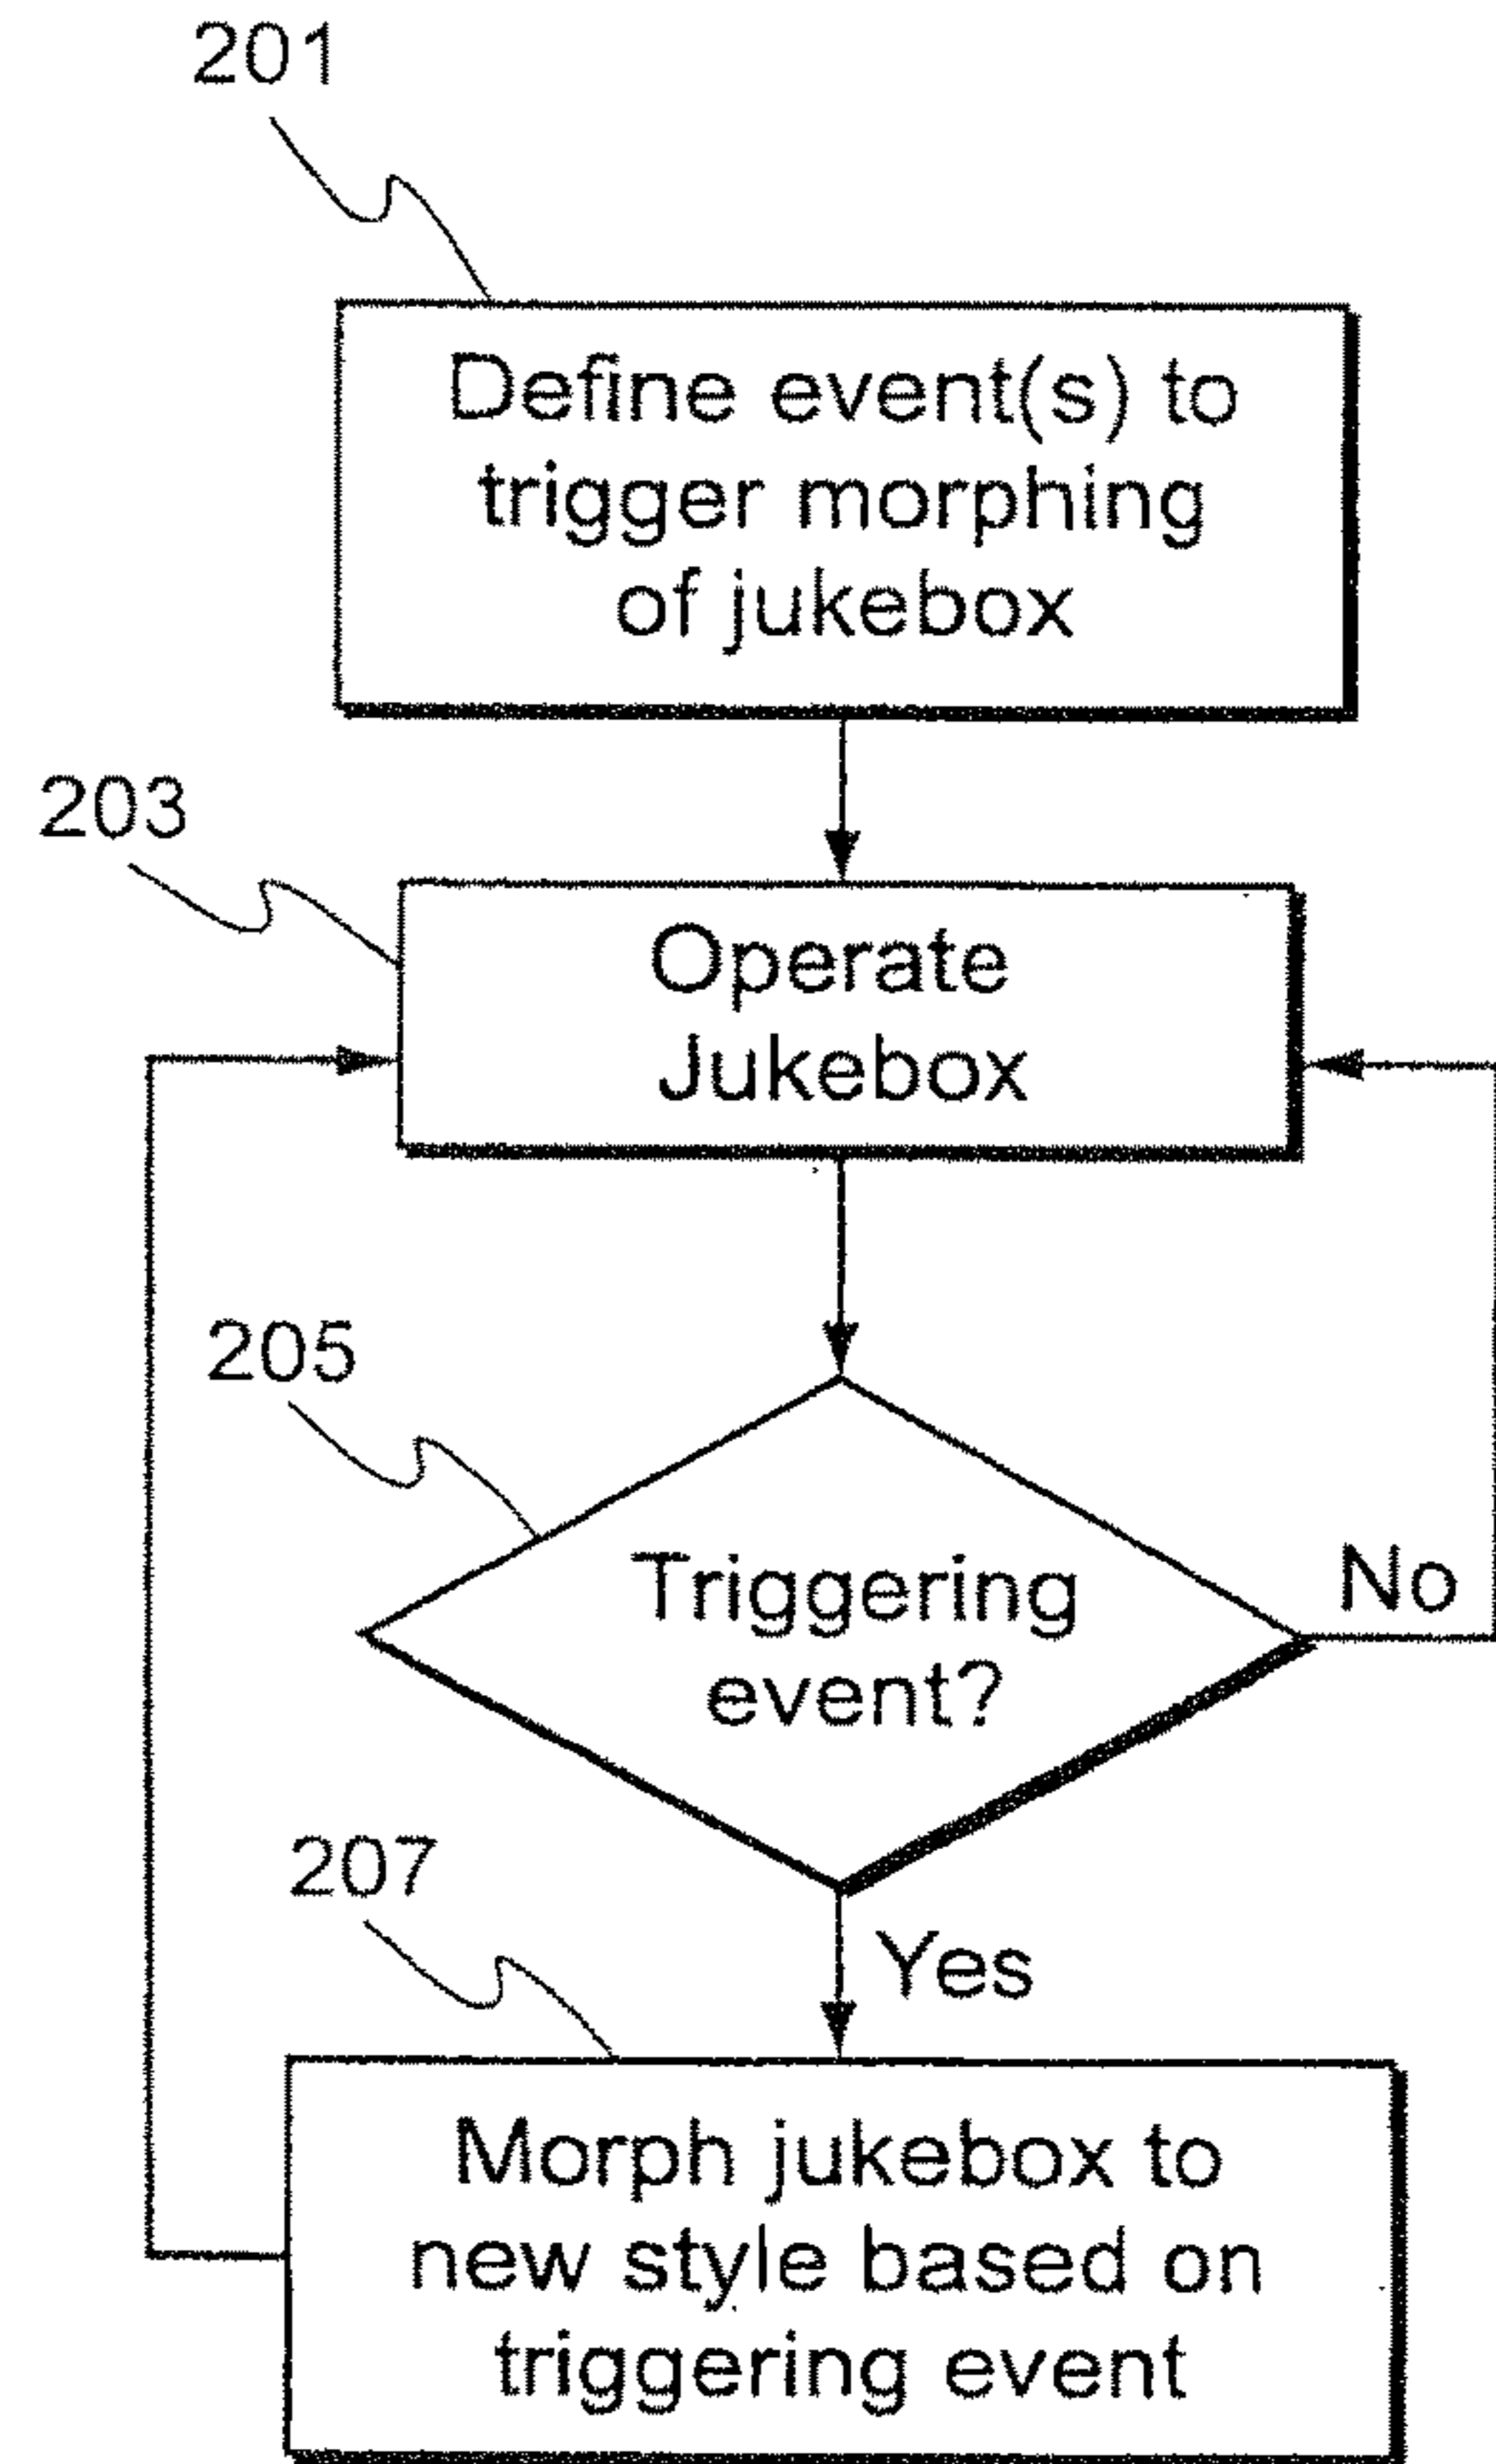 201
Define event(s) to
trigger morphing
of jukebox
203
Operate
Jukebox
205
Triggering
event?
No
207
Yes
Morph jukebox to
new style based on
triggering event